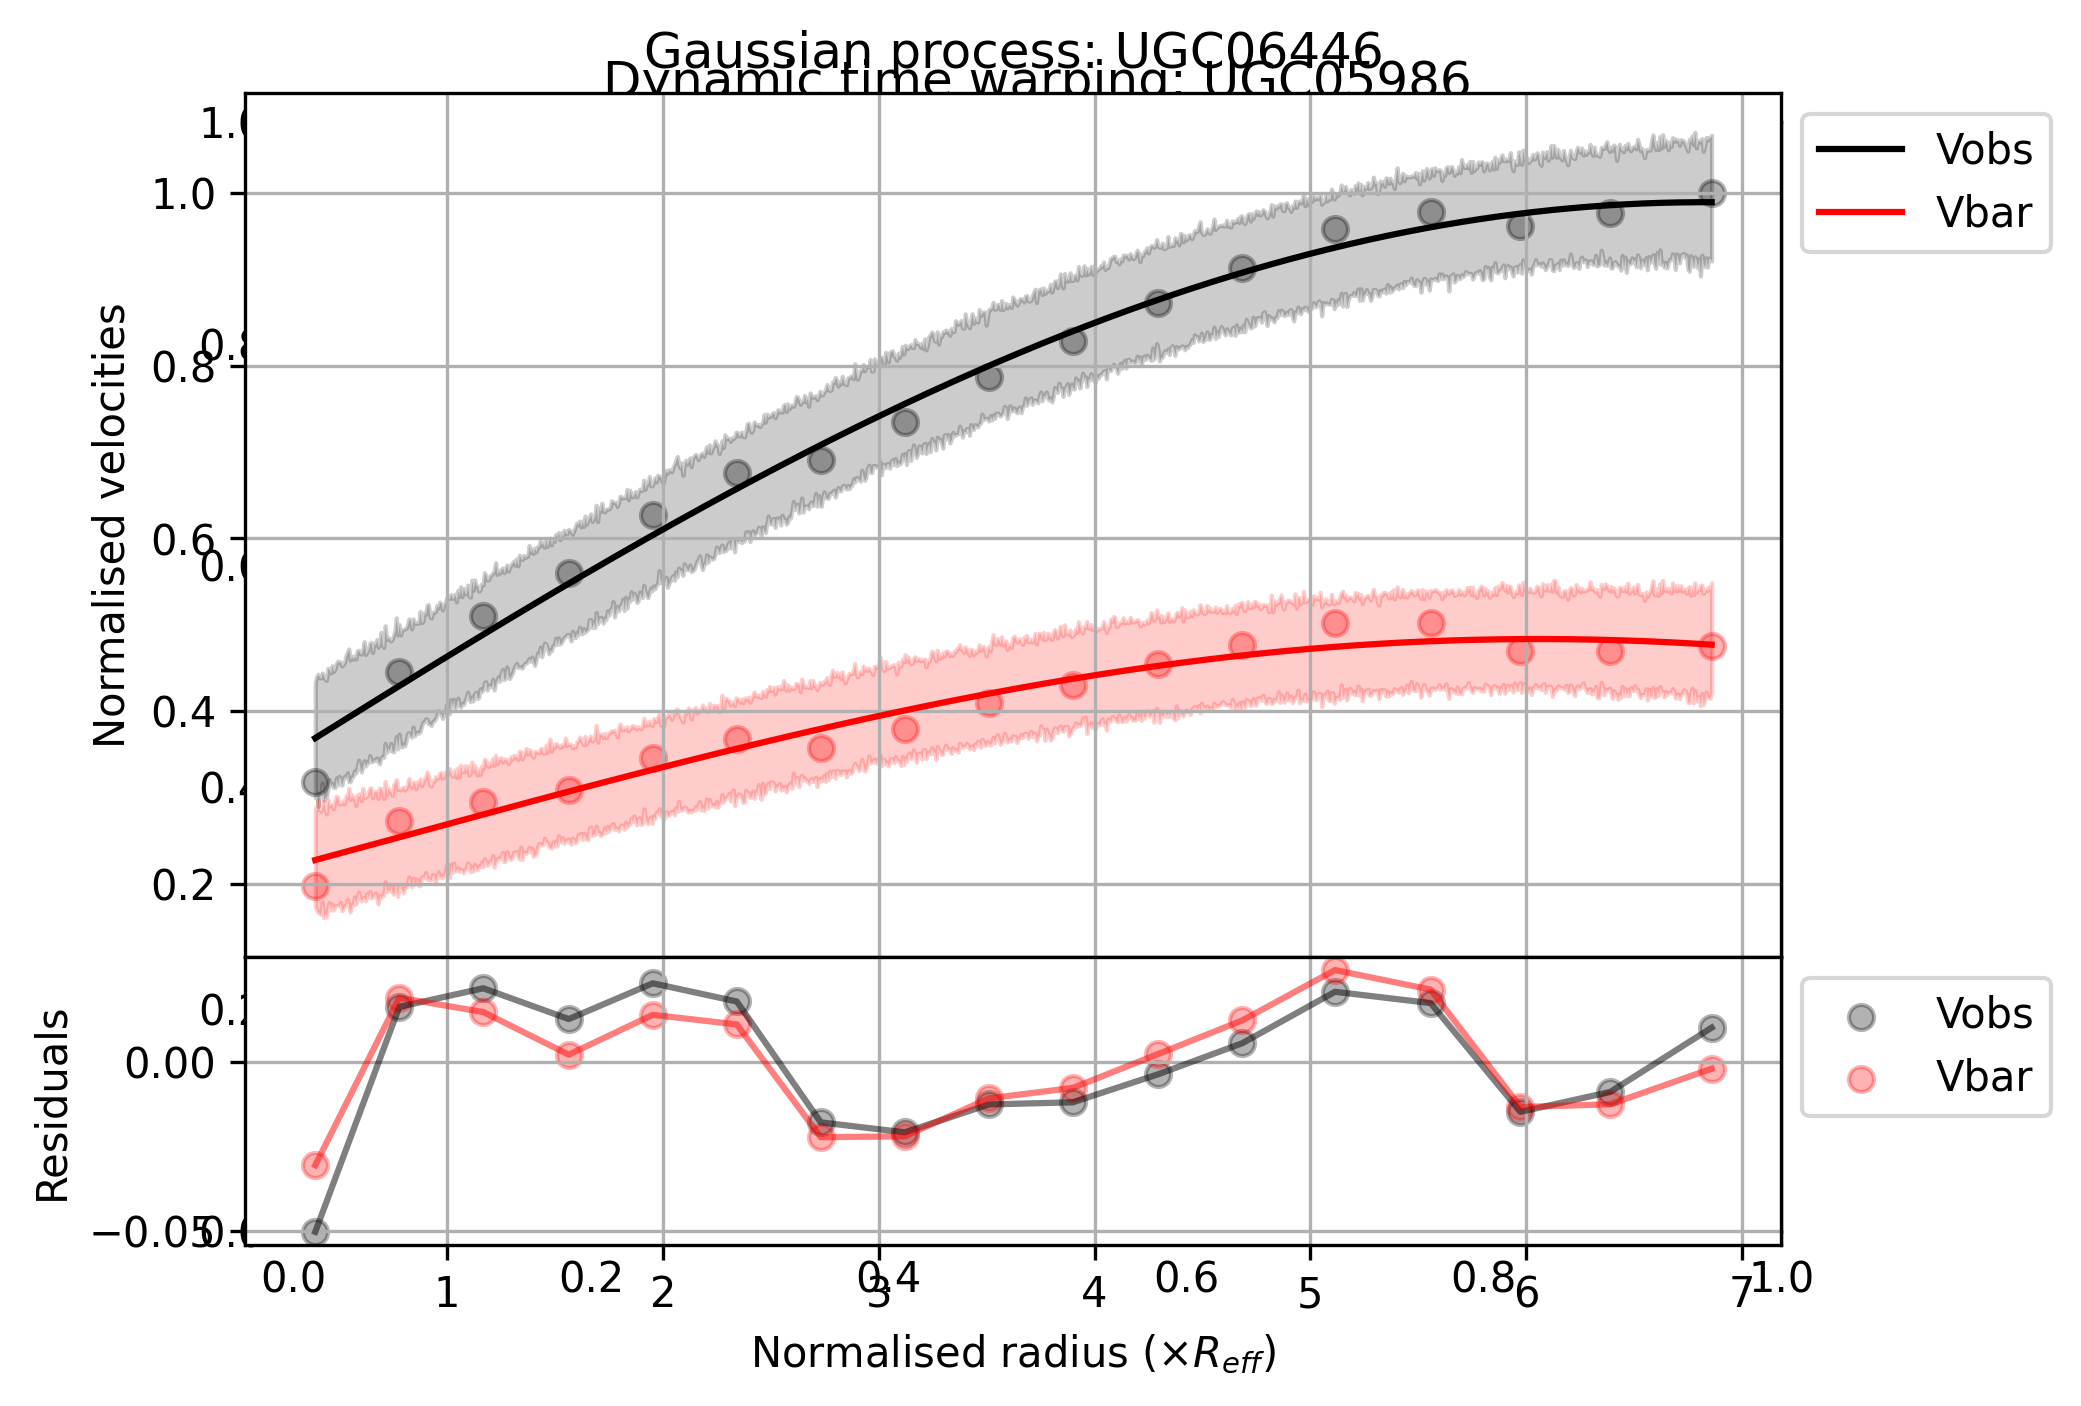 Gaussian process: UGC06446
Dynamic time warping: UGC05986
Vobs
Vbar
Normalised velocities
1.0
0.8
0.6
0.4
0.2
Vobs
Vbar
Residuals
0.00
−0.05
0.0 0.2 0.4 0.6 0.8 1.0
1 2 3 4 5 6 7
Normalised radius (×R_eff)